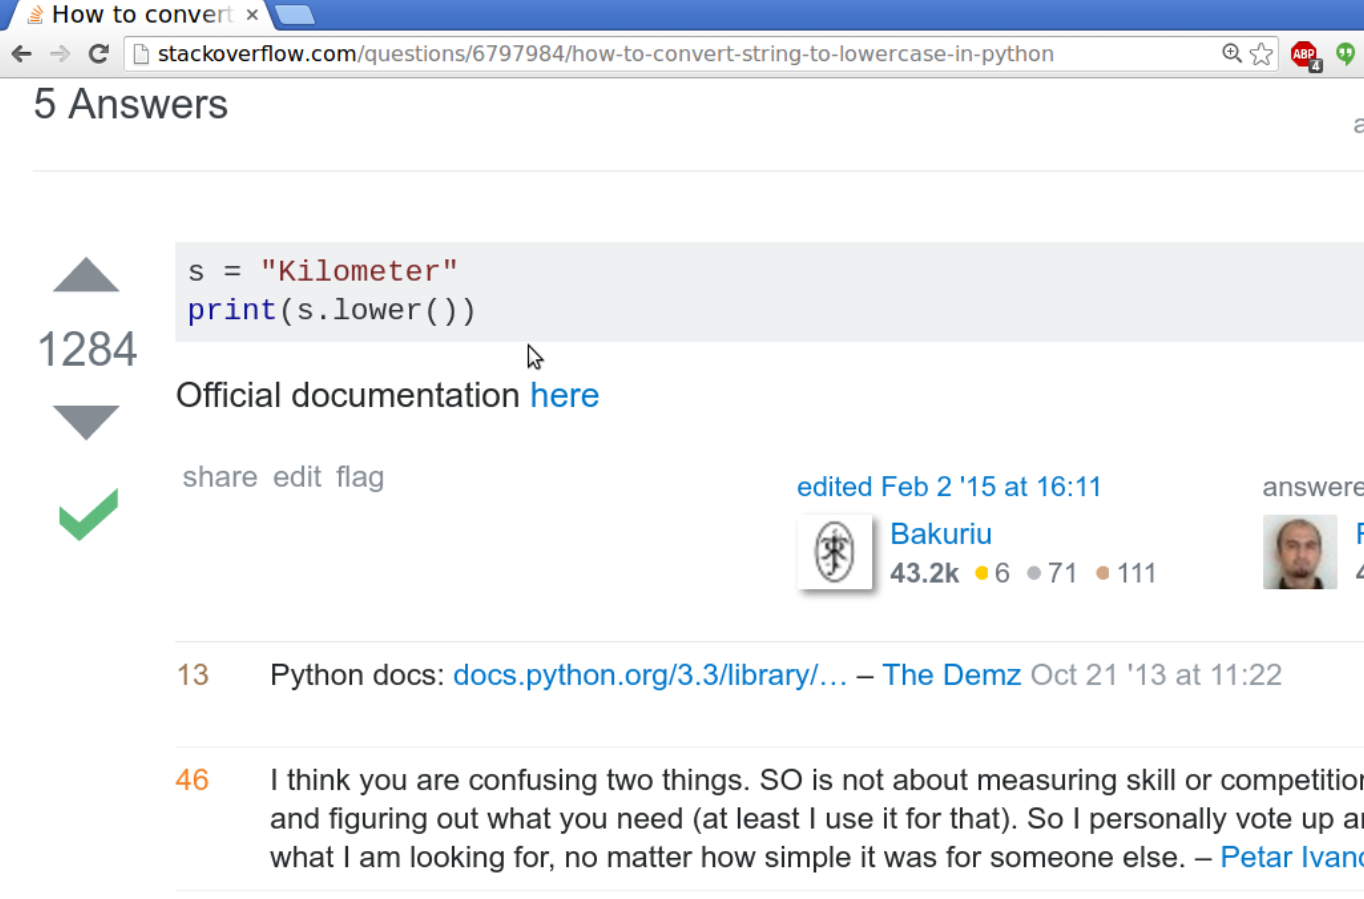 How to convert
stackoverflow.com/questions/6797984/how-to-convert-string-to-lowercase-in-python
ABP
4
5 Answers
s = "Kilometer"
print(s.lower())
1284
Official documentation here
share edit flag
edited Feb 2 '15 at 16:11
Bakuriu
43.2k 6 71 111
answere
13 Python docs: docs.python.org/3.3/library/… – The Demz Oct 21 '13 at 11:22
46 I think you are confusing two things. SO is not about measuring skill or competition
and figuring out what you need (at least I use it for that). So I personally vote up
what I am looking for, no matter how simple it was for someone else. – Petar Ivan